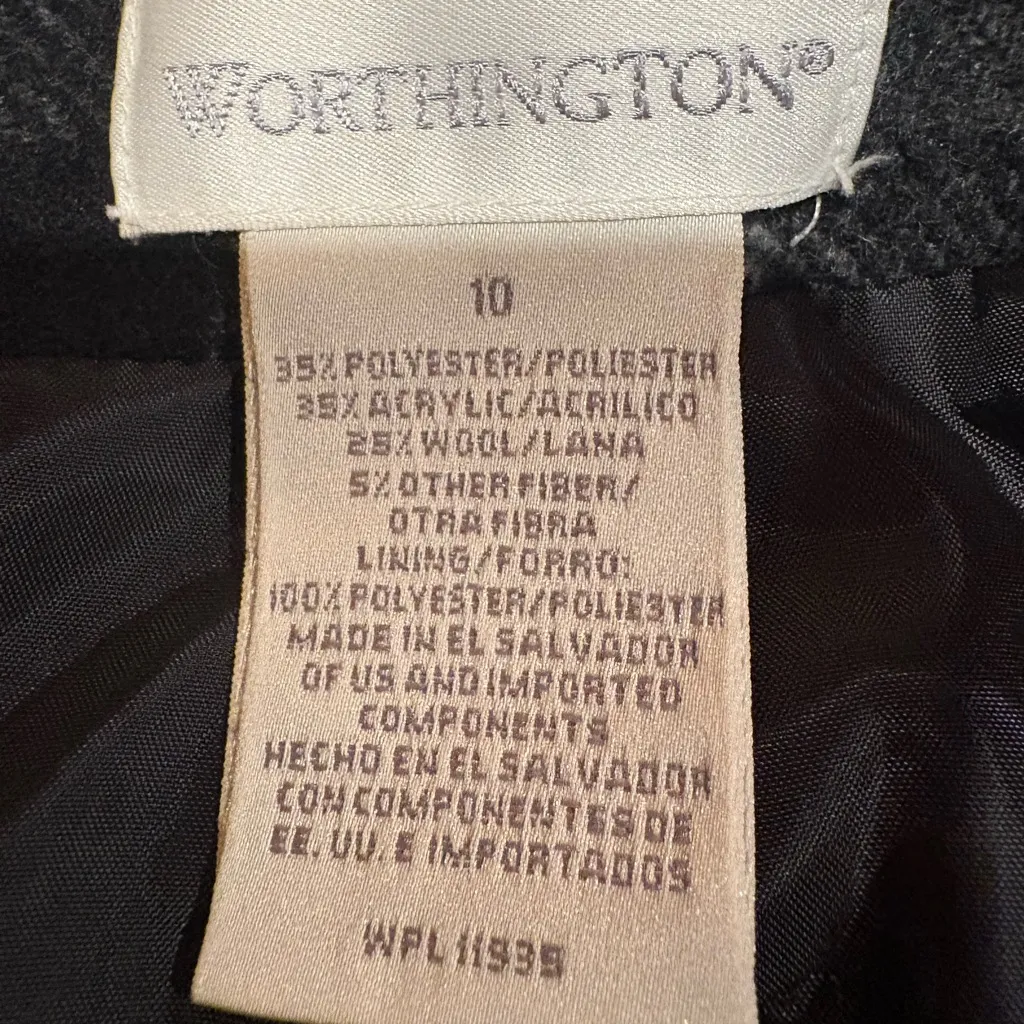 WORTHINGTON®
10
35% POLYESTER/POLIESTER
35% ACRYLIC/ACRILICO
25% WOOL/LANA
5% OTHER FIBER/
OTRA FIBRA
LINING/FORRO:
100% POLYESTER/POLIESTER
MADE IN EL SALVADOR
OF US AND IMPORTED
COMPONENTS
HECHO EN EL SALVADOR
CON COMPONENTES DE
EE. UU. E IMPORTADOS
WPL 11939